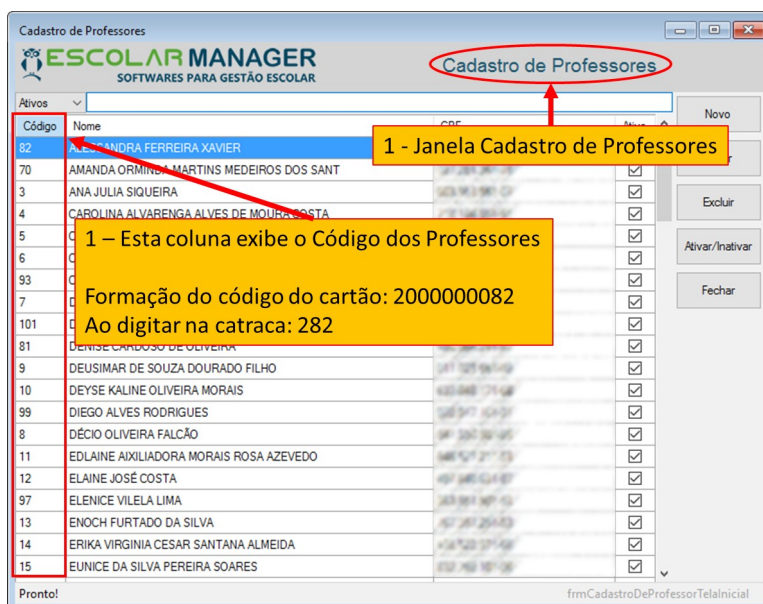 Cadastro de Professores
ESCOLAR MANAGER
SOFTWARES PARA GESTÃO ESCOLAR
Cadastro de Professores
Ativos
Novo
Código Nome
1 - Janela Cadastro de Professores
82 ALESSANDRA FERREIRA XAVIER
70 AMANDA ORMINDA MARTINS MEDEIROS DOS SANT
3 ANA JULIA SIQUEIRA
Excluir
4 CAROLINA ALVARENGA ALVES DE MOURA COSTA
1 – Esta coluna exibe o Código dos Professores
Formação do código do cartão: 2000000082
Ao digitar na catraca: 282
5
Ativar/Inativar
6
93
Fechar
7
101
81 DENISE CARDOSO DE OLIVEIRA
9 DEUSIMAR DE SOUZA DOURADO FILHO
10 DEYSE KALINE OLIVEIRA MORAIS
99 DIEGO ALVES RODRIGUES
8 DÉCIO OLIVEIRA FALCÃO
11 EDLAINE AIXILIADORA MORAIS ROSA AZEVEDO
12 ELAINE JOSÉ COSTA
97 ELENICE VILELA LIMA
13 ENOCH FURTADO DA SILVA
14 ERIKA VIRGINIA CESAR SANTANA ALMEIDA
15 EUNICE DA SILVA PEREIRA SOARES
Pronto!
frmCadastroDeProfessorTelaInicial